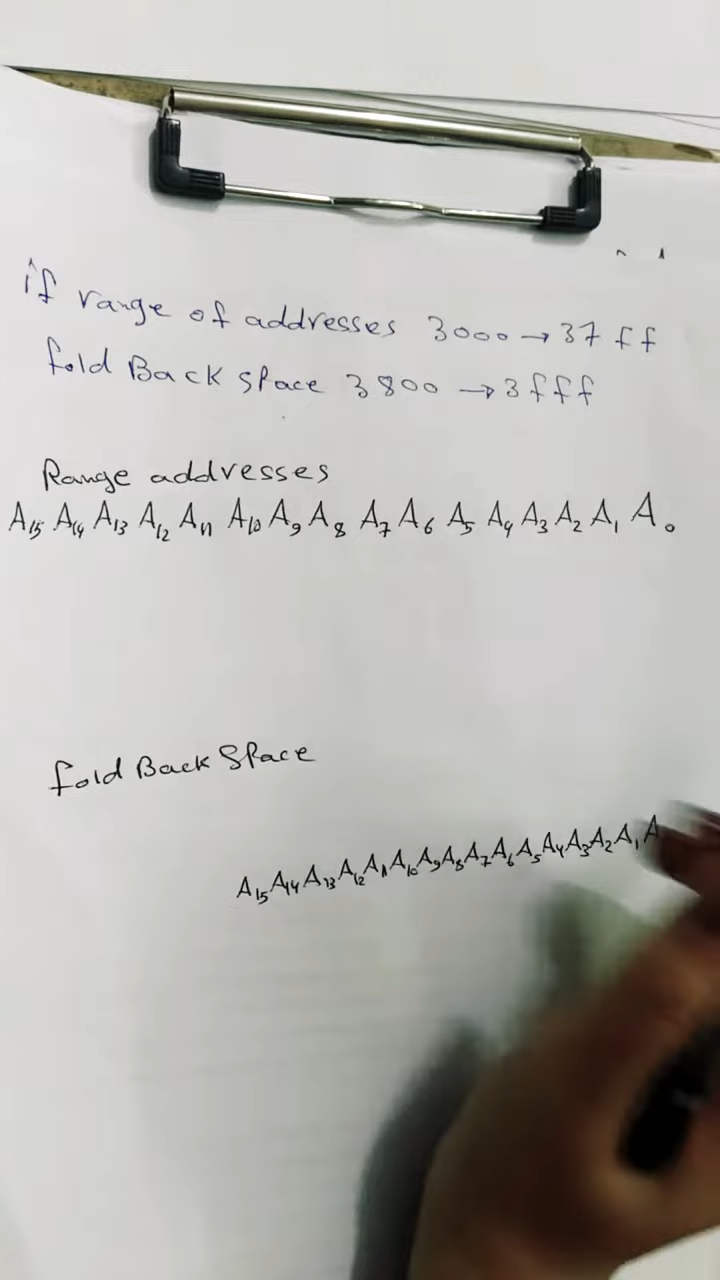 if range of addresses 3000 → 37ff
fold Back space 3800 → 3fff
Range addresses
A₁₅ A₁₄ A₁₃ A₁₂ A₁₁ A₁₀ A₉ A₈ A₇ A₆ A₅ A₄ A₃ A₂ A₁ A₀
fold Back Space
A₁₅ A₁₄ A₁₃ A₁₂ A₁₁ A₁₀ A₉ A₈ A₇ A₆ A₅ A₄ A₃ A₂ A₁ A